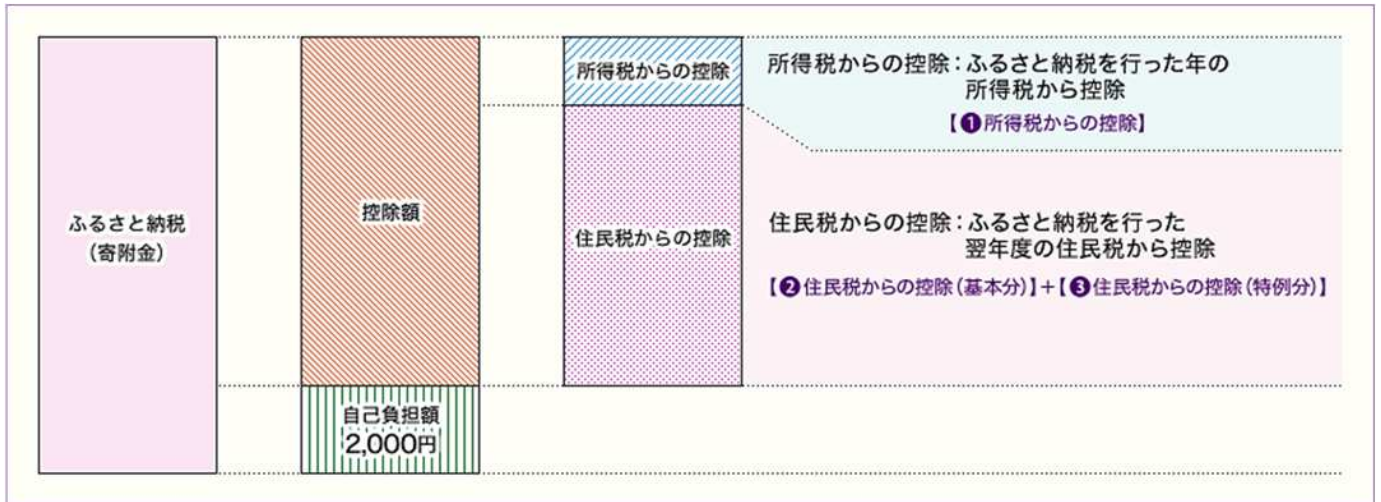 ふるさと納税
（寄附金）
控除額
自己負担額
2,000円
所得税からの控除
住民税からの控除
所得税からの控除：ふるさと納税を行った年の
所得税から控除
【❶所得税からの控除】
住民税からの控除：ふるさと納税を行った
翌年度の住民税から控除
【❷住民税からの控除（基本分）】＋【❸住民税からの控除（特例分）】